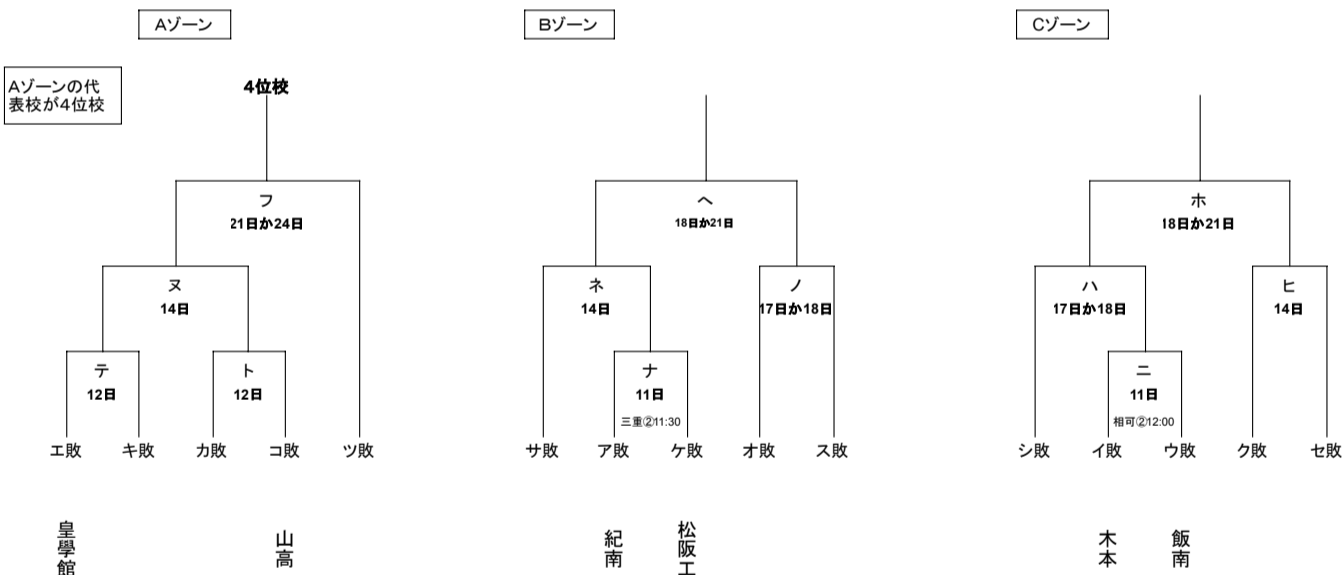 Aゾーン
Bゾーン
Cゾーン
Aゾーンの代
表校が4位校
4位校
フ
21日か24日
ヘ
18日か21日
ホ
18日か21日
ヌ
14日
ネ
14日
ノ
17日か18日
ハ
17日か18日
ヒ
14日
テ
12日
ト
12日
ナ
11日
三重②11:30
ニ
11日
相可②12:00
エ敗
キ敗
カ敗
コ敗
ツ敗
サ敗
ア敗
ケ敗
オ敗
ス敗
シ敗
イ敗
ウ敗
ク敗
セ敗
皇學館
山高
紀南
松阪工
木本
飯南